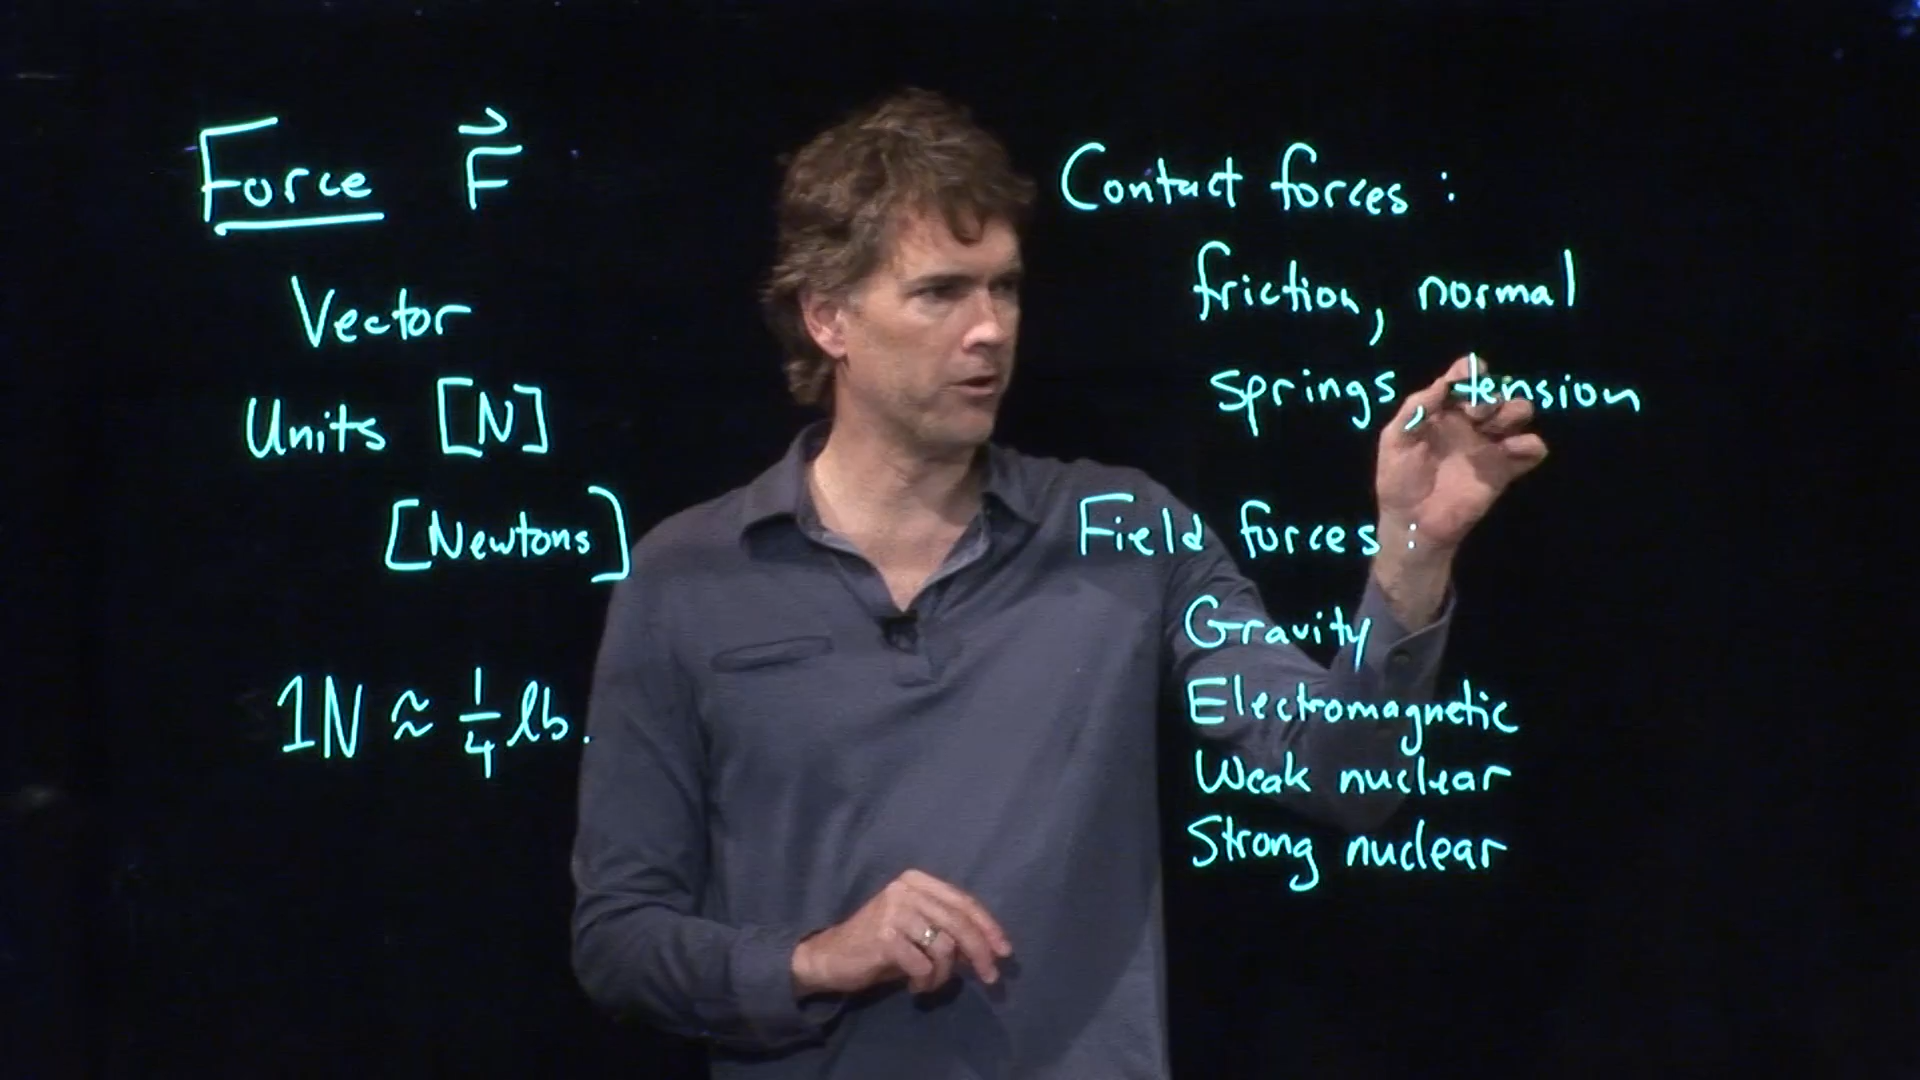 Force F⃗
Vector
Units [N]
[Newtons]
1N ≈ 1/4 lb.
Contact forces:
friction, normal
springs, tension
Field forces:
Gravity
Electromagnetic
Weak nuclear
Strong nuclear